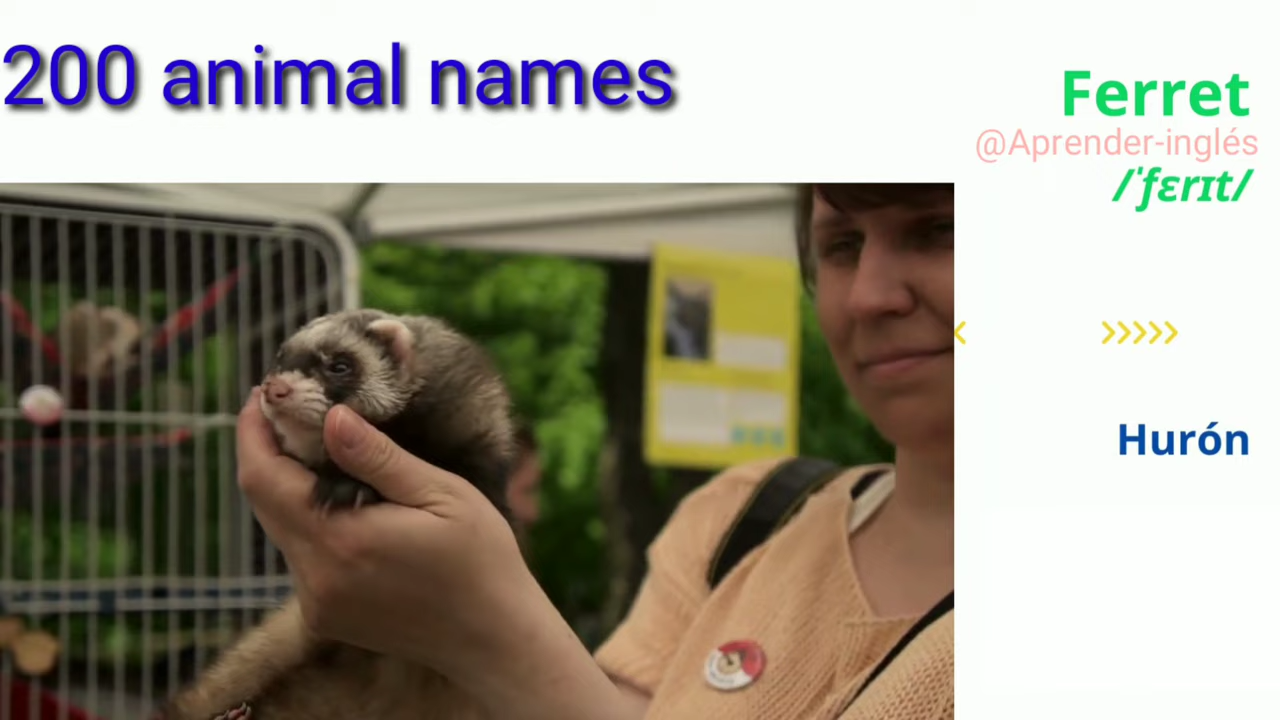 200 animal names
Ferret
@Aprender-inglés
/ˈfɛrɪt/
Hurón